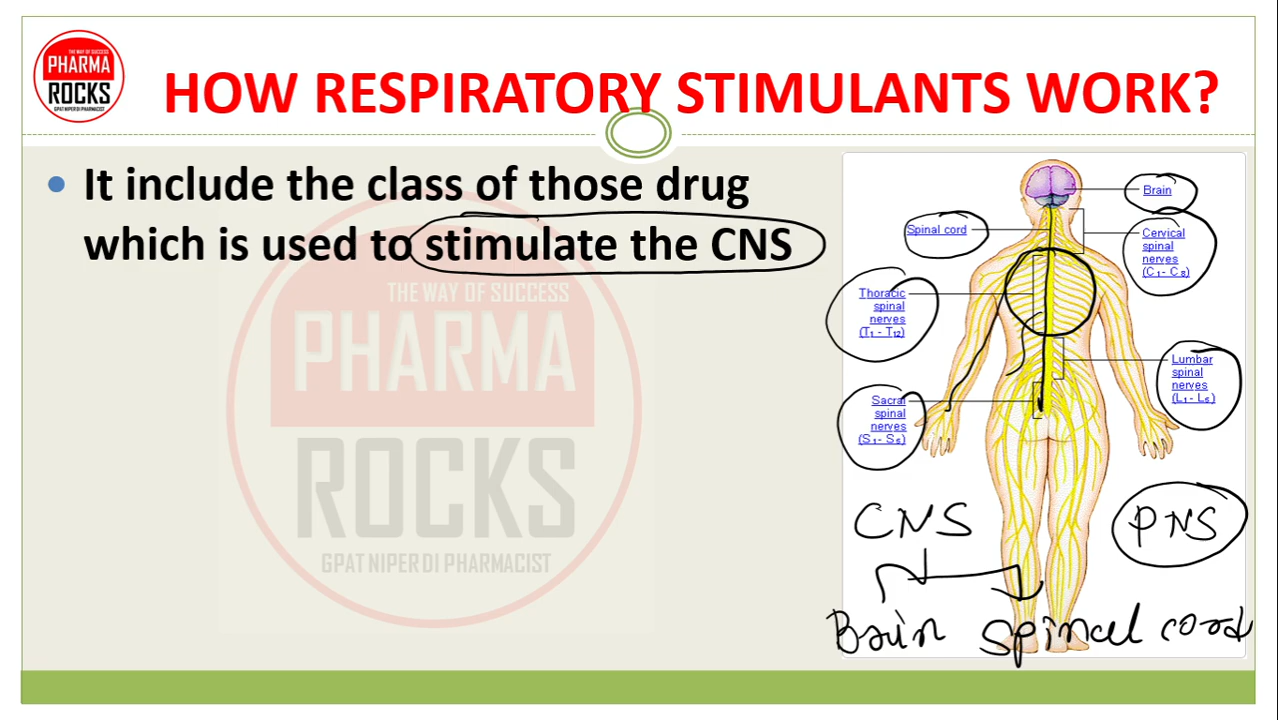 THE WAY OF SUCCESS
PHARMA
ROCKS
GPAT NIPER DI PHARMACIST
HOW RESPIRATORY STIMULANTS WORK?
• It include the class of those drug
which is used to stimulate the CNS
THE WAY OF SUCCESS
PHARMA
ROCKS
GPAT NIPER DI PHARMACIST
Brain
Spinal cord
Cervical
spinal
nerves
(C1 - C8)
Thoracic
spinal
nerves
(T1 - T12)
Lumbar
spinal
nerves
(L1 - L5)
Sacral
spinal
nerves
(S1 - S5)
CNS
PNS
Brain spinal cord